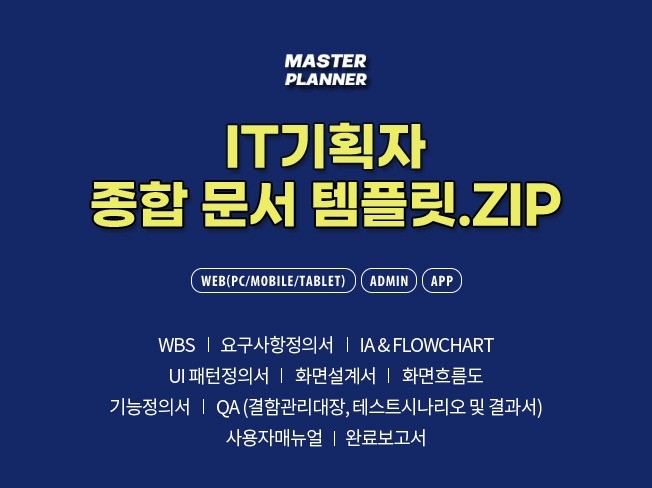 MASTER
PLANNER
IT기획자
종합 문서 템플릿.ZIP
WEB(PC/MOBILE/TABLET) ADMIN APP
WBS | 요구사항정의서 | IA & FLOWCHART
UI 패턴정의서 | 화면설계서 | 화면흐름도
기능정의서 | QA (결함관리대장, 테스트시나리오 및 결과서)
사용자매뉴얼 | 완료보고서